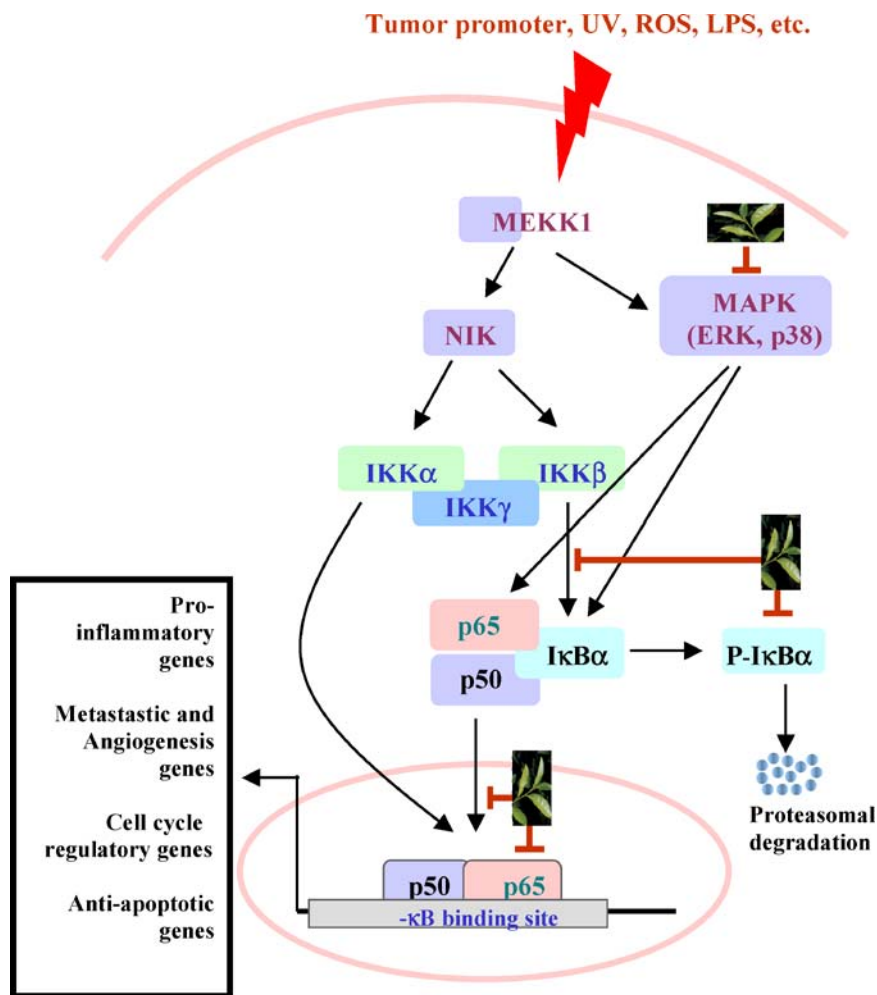 Tumor promoter, UV, ROS, LPS, etc.
MEKK1
MAPK
(ERK, p38)
NIK
IKKα
IKKβ
IKKγ
p65
p50
IκBα
P-IκBα
Proteasomal
degradation
Pro-
inflammatory
genes
Metastastic and
Angiogenesis
genes
Cell cycle
regulatory genes
Anti-apoptotic
genes
p50
p65
-κB binding site